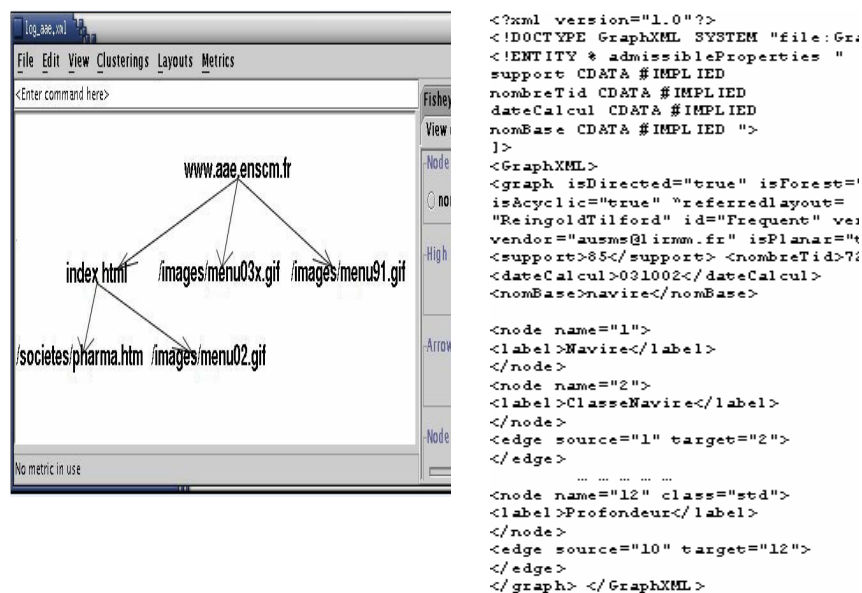 log_aae.xml
File Edit View Clusterings Layouts Metrics
<Enter command here>
www.aae.enscm.fr
index.html /images/menu03x.gif /images/menu91.gif
/societes/pharma.htm /images/menu02.gif
No metric in use
Fishey
View
-Node
no
-High
-Arrow
-Node
<?xml version="1.0"?>
<!DOCTYPE GraphXML SYSTEM "file:Gra
<!ENTITY % admissibleProperties "
support CDATA #IMPLIED
nombreTid CDATA #IMPLIED
dateCalcul CDATA #IMPLIED
nomBase CDATA #IMPLIED ">
]>
<GraphXML>
<graph isDirected="true" isForest="
isAcyclic="true" "referredlayout=
"ReingoldTilford" id="Frequent" ver
vendor="ausms@lirmm.fr" isPlanar="t
<support>85</support> <nombreTid>72
<dateCalcul>031002</dateCalcul>
<nomBase>navire</nomBase>
<node name="1">
<label>Navire</label>
</node>
<node name="2">
<label>ClasseNavire</label>
</node>
<edge source="1" target="2">
</edge>
... ... ... ... ...
<node name="12" class="std">
<label>Profondeur</label>
</node>
<edge source="10" target="12">
</edge>
</graph> </GraphXML>